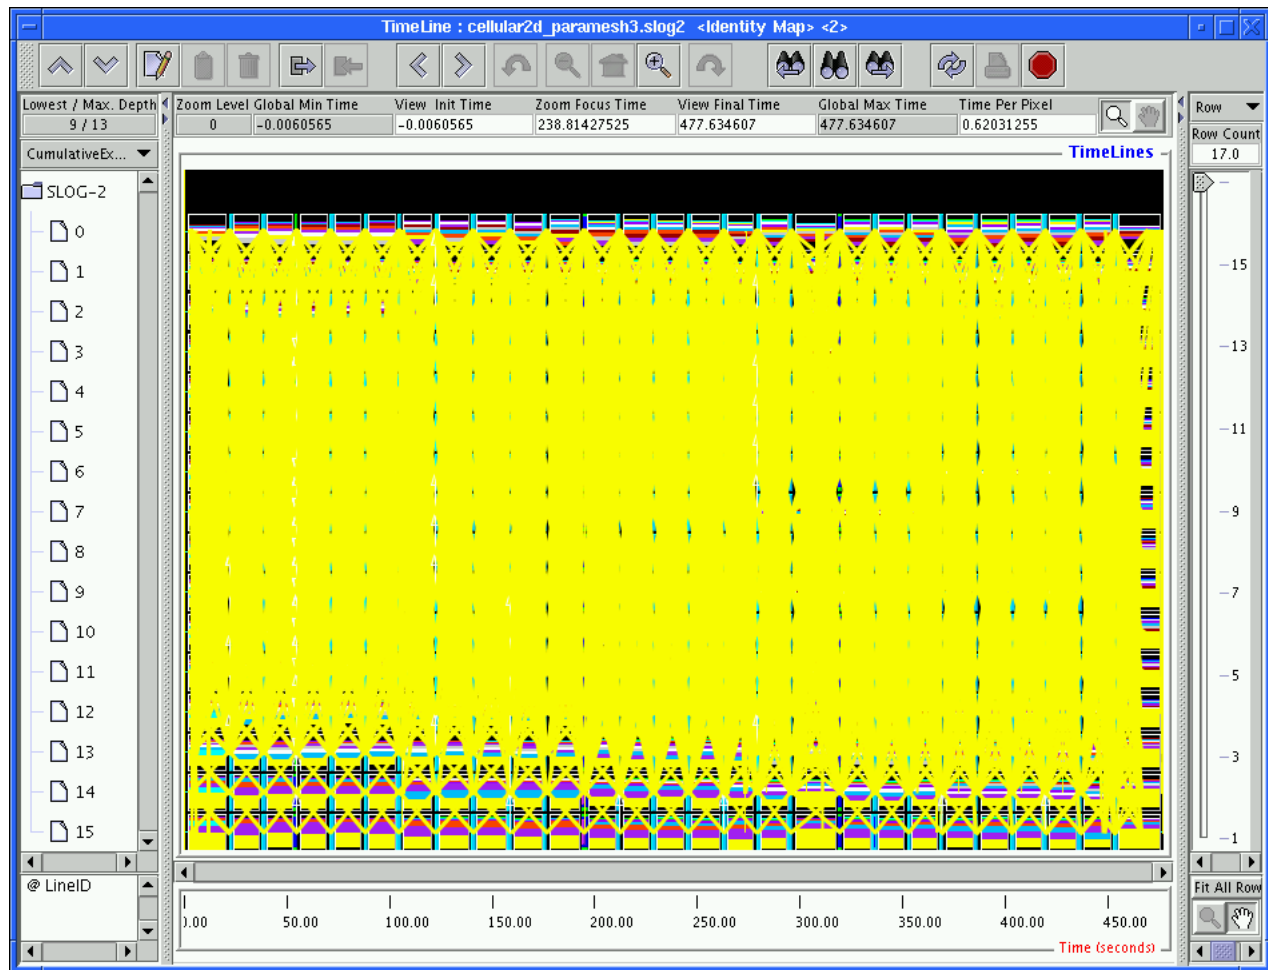 TimeLine : cellular2d_paramesh3.slog2 <Identity Map> <2>
Lowest / Max. Depth
9 / 13
Zoom Level Global Min Time View Init Time Zoom Focus Time View Final Time Global Max Time Time Per Pixel
0 -0.0060565 -0.0060565 238.81427525 477.634607 477.634607 0.62031255
Row
Row Count
17.0
CumulativeEx...
TimeLines
SLOG-2
0
1
2
3
4
5
6
7
8
9
10
11
12
13
14
15
15
13
11
9
7
5
3
1
@ LineID
Fit All Row
).00 50.00 100.00 150.00 200.00 250.00 300.00 350.00 400.00 450.00
Time (seconds)